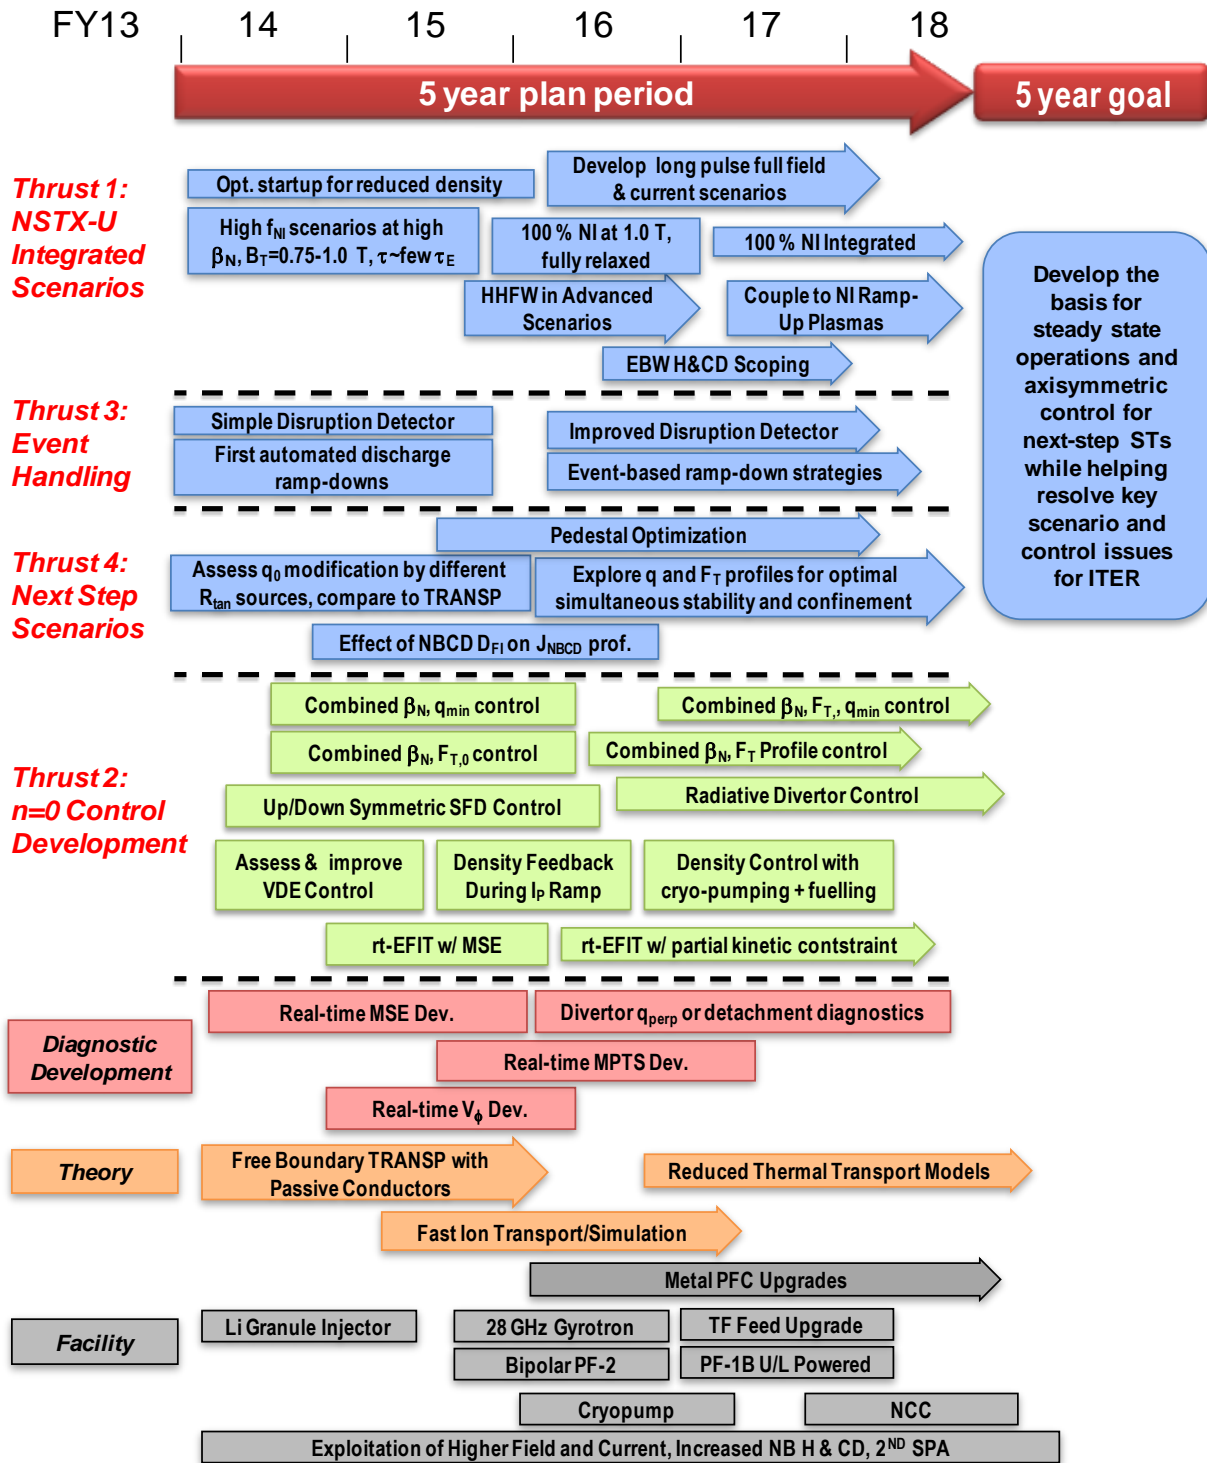 FY13 14 15 16 17 18
5 year plan period
5 year goal
Thrust 1:
NSTX-U
Integrated
Scenarios
Opt. startup for reduced density
Develop long pulse full field
& current scenarios
High fNI scenarios at high
βN, BT=0.75-1.0 T, τ~few τE
100 % NI at 1.0 T,
fully relaxed
100 % NI Integrated
HHFW in Advanced
Scenarios
Couple to NI Ramp-
Up Plasmas
EBW H&CD Scoping
Develop the
basis for
steady state
operations and
axisymmetric
control for
next-step STs
while helping
resolve key
scenario and
control issues
for ITER
Thrust 3:
Event
Handling
Simple Disruption Detector
Improved Disruption Detector
First automated discharge
ramp-downs
Event-based ramp-down strategies
Thrust 4:
Next Step
Scenarios
Pedestal Optimization
Assess q0 modification by different
Rtan sources, compare to TRANSP
Explore q and FT profiles for optimal
simultaneous stability and confinement
Effect of NBCD DFI on JNBCD prof.
Thrust 2:
n=0 Control
Development
Combined βN, qmin control
Combined βN, FT,, qmin control
Combined βN, FT,0 control
Combined βN, FT Profile control
Up/Down Symmetric SFD Control
Radiative Divertor Control
Assess & improve
VDE Control
Density Feedback
During IP Ramp
Density Control with
cryo-pumping + fuelling
rt-EFIT w/ MSE
rt-EFIT w/ partial kinetic contstraint
Diagnostic
Development
Real-time MSE Dev.
Divertor qperp or detachment diagnostics
Real-time MPTS Dev.
Real-time Vϕ Dev.
Theory
Free Boundary TRANSP with
Passive Conductors
Reduced Thermal Transport Models
Fast Ion Transport/Simulation
Metal PFC Upgrades
Facility
Li Granule Injector
28 GHz Gyrotron
TF Feed Upgrade
Bipolar PF-2
PF-1B U/L Powered
Cryopump
NCC
Exploitation of Higher Field and Current, Increased NB H & CD, 2ND SPA